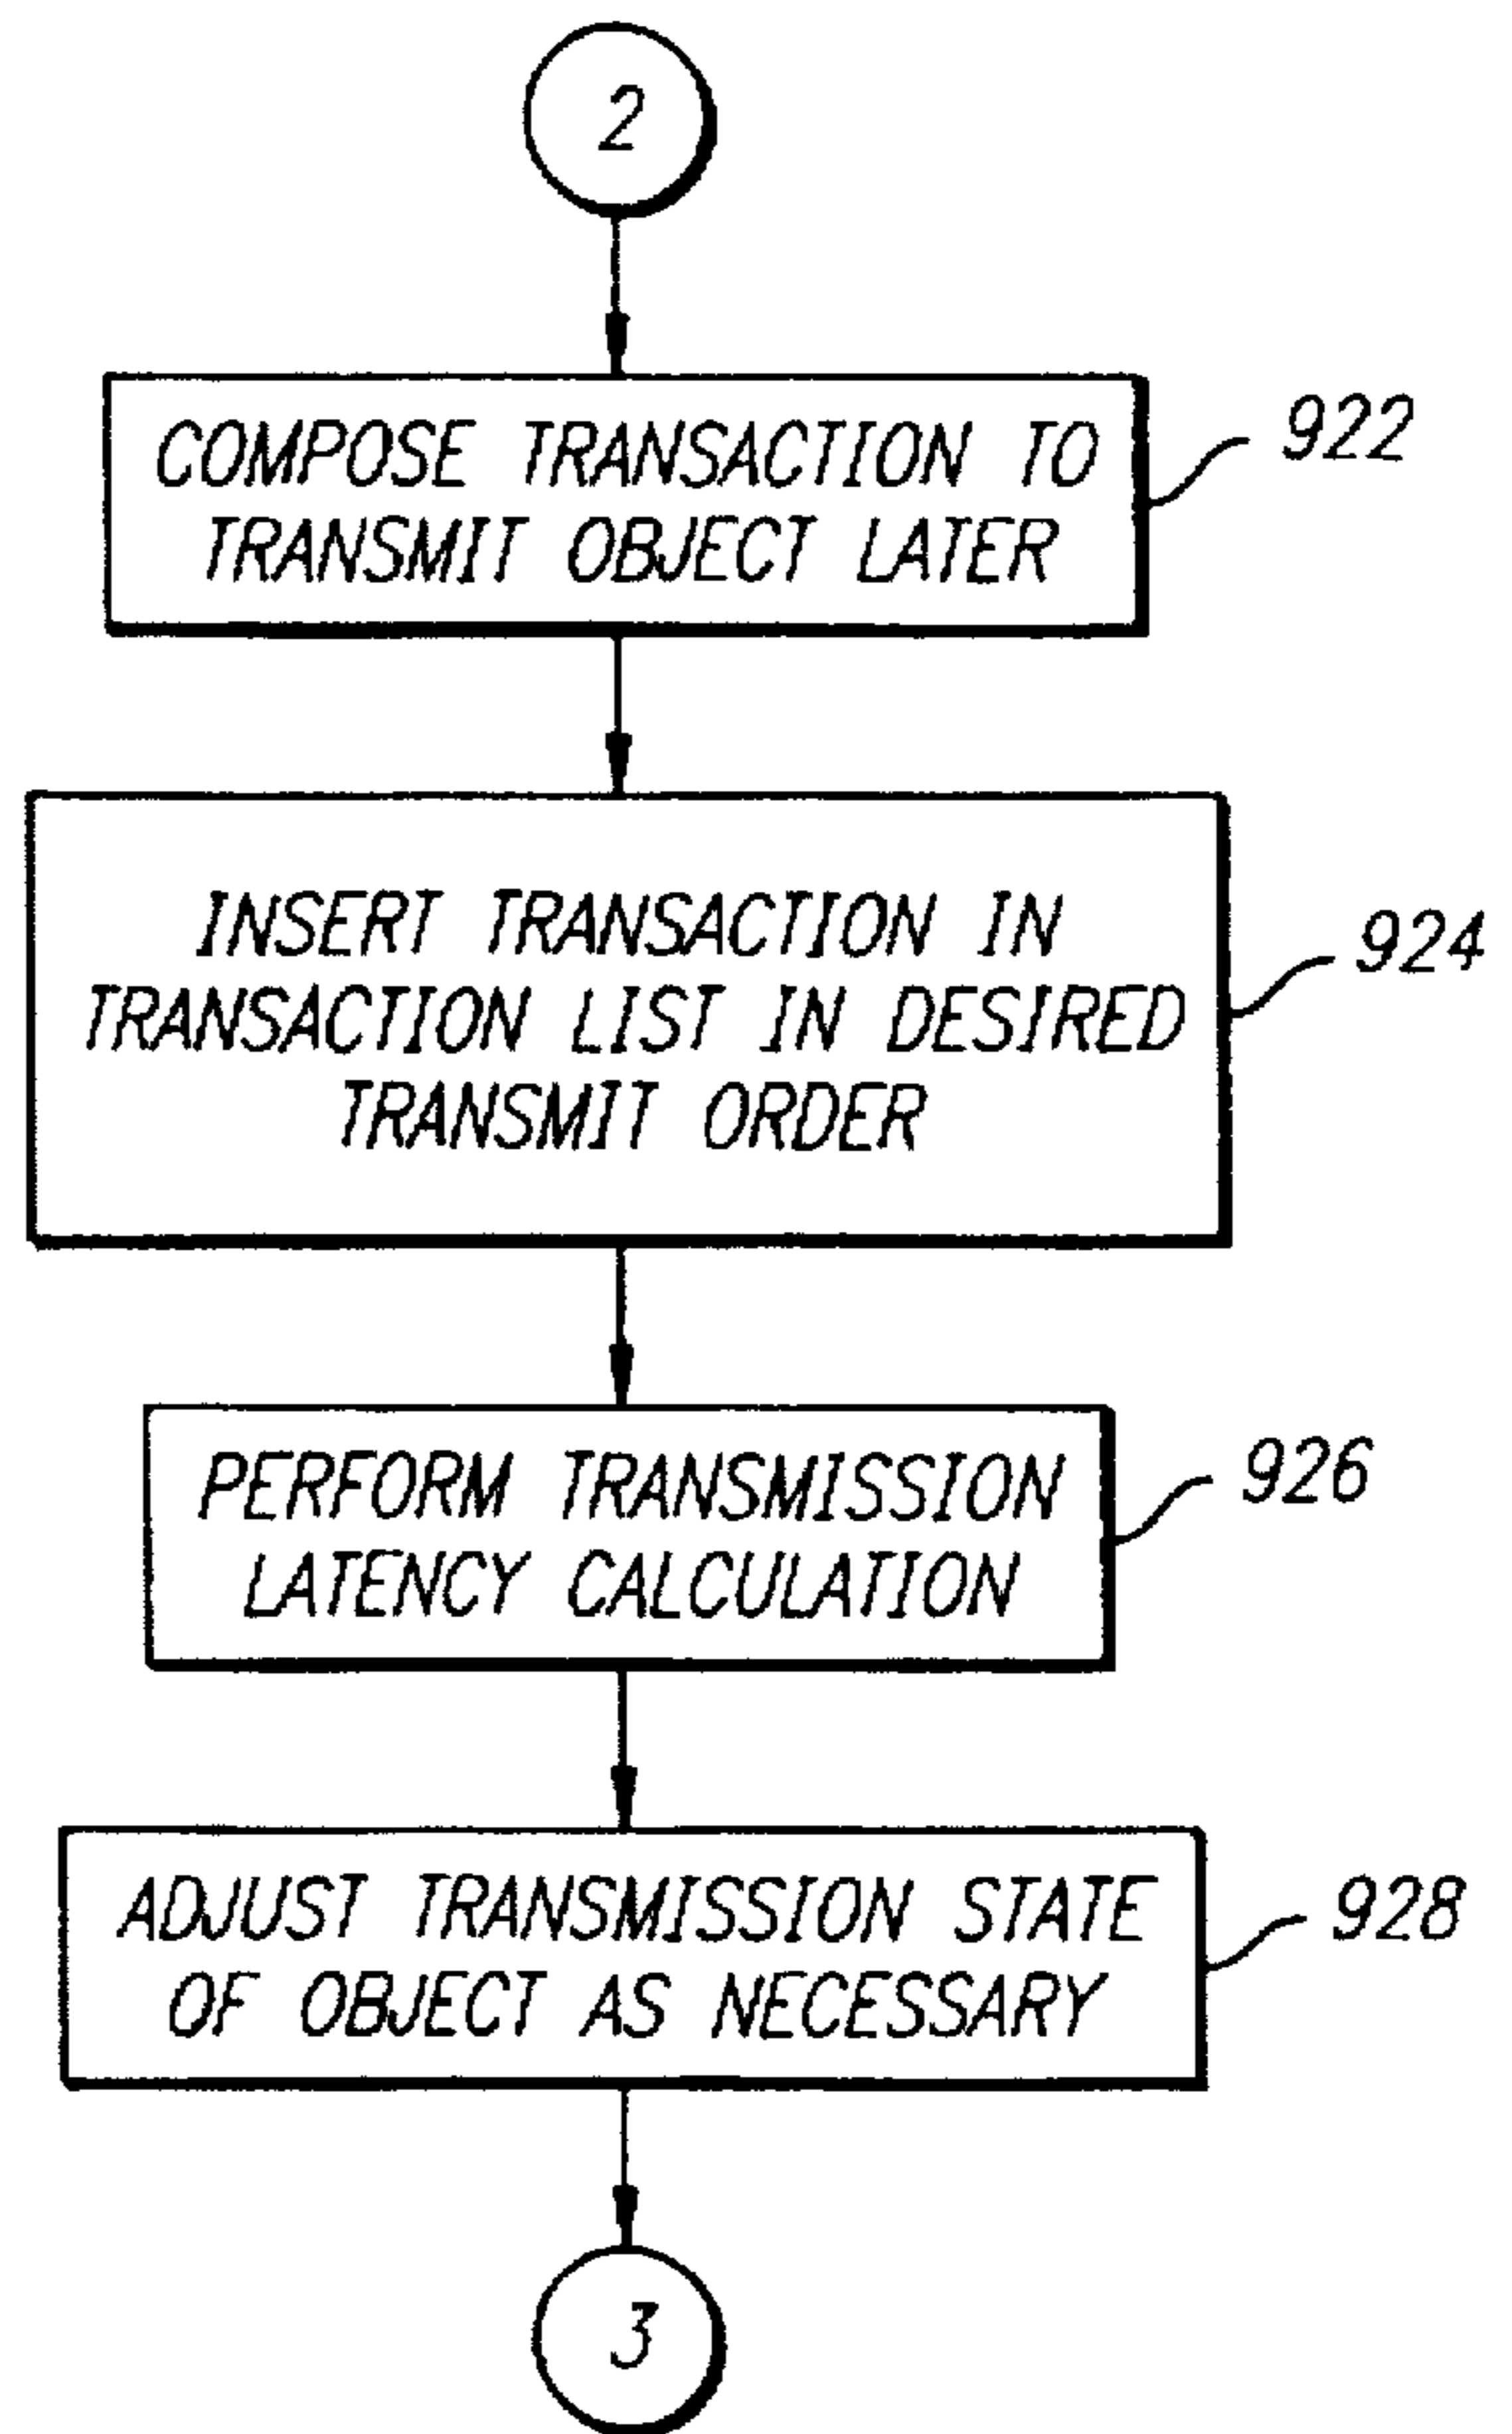 2
COMPOSE TRANSACTION TO
TRANSMIT OBJECT LATER
922
INSERT TRANSACTION IN
TRANSACTION LIST IN DESIRED
TRANSMIT ORDER
924
PERFORM TRANSMISSION
LATENCY CALCULATION
926
ADJUST TRANSMISSION STATE
OF OBJECT AS NECESSARY
928
3